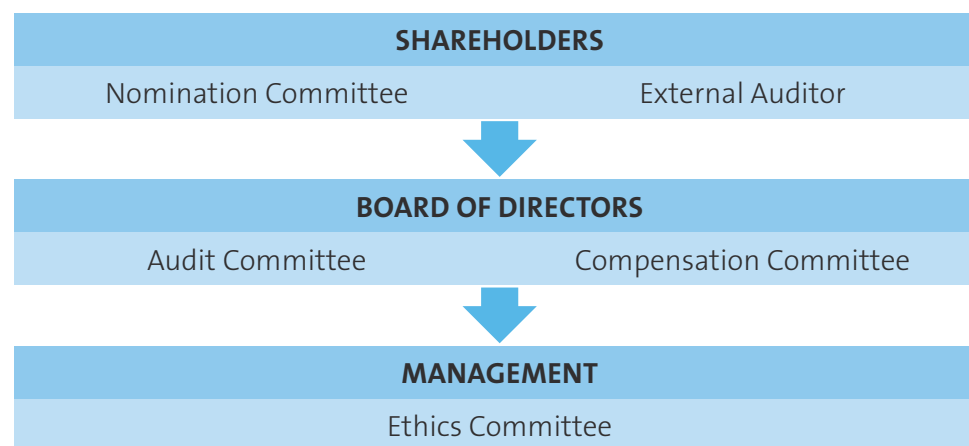 SHAREHOLDERS
Nomination Committee External Auditor
BOARD OF DIRECTORS
Audit Committee Compensation Committee
MANAGEMENT
Ethics Committee